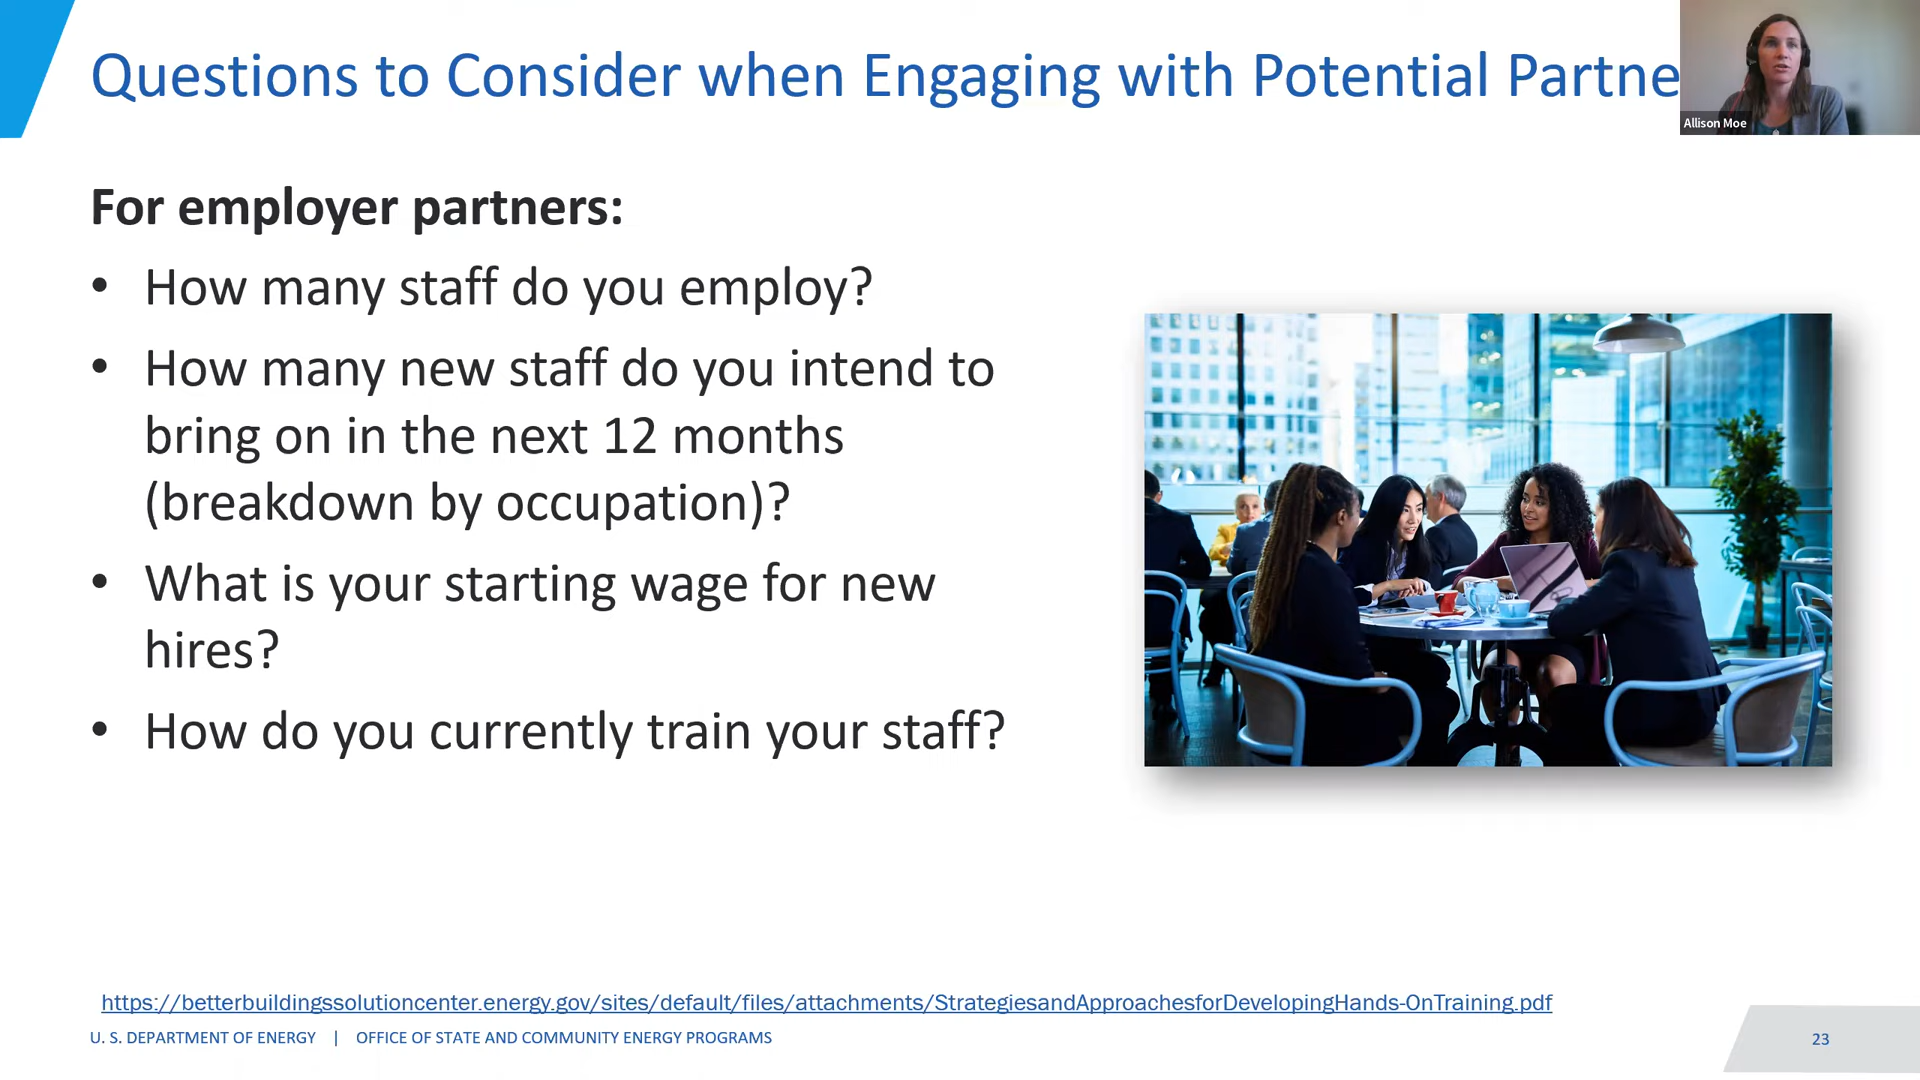 Questions to Consider when Engaging with Potential Partne
Allison Moe
For employer partners:
• How many staff do you employ?
• How many new staff do you intend to
bring on in the next 12 months
(breakdown by occupation)?
• What is your starting wage for new
hires?
• How do you currently train your staff?
https://betterbuildingssolutioncenter.energy.gov/sites/default/files/attachments/StrategiesandApproachesforDevelopingHands-OnTraining.pdf
U. S. DEPARTMENT OF ENERGY | OFFICE OF STATE AND COMMUNITY ENERGY PROGRAMS
23